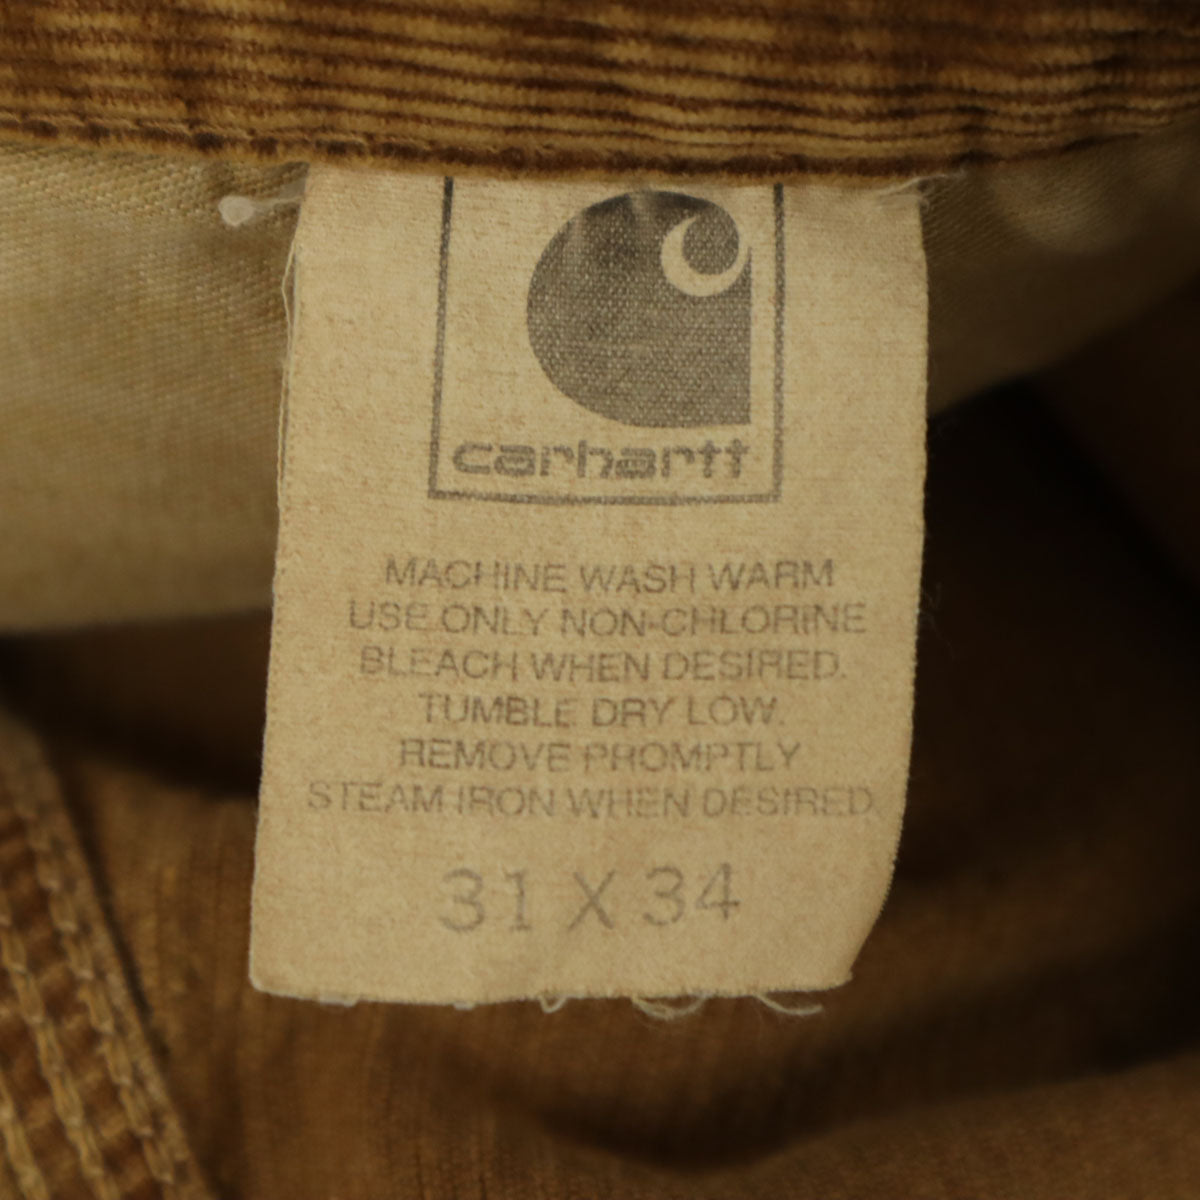 carhartt
MACHINE WASH WARM
USE ONLY NON-CHLORINE
BLEACH WHEN DESIRED.
TUMBLE DRY LOW.
REMOVE PROMPTLY
STEAM IRON WHEN DESIRED
31 X 34